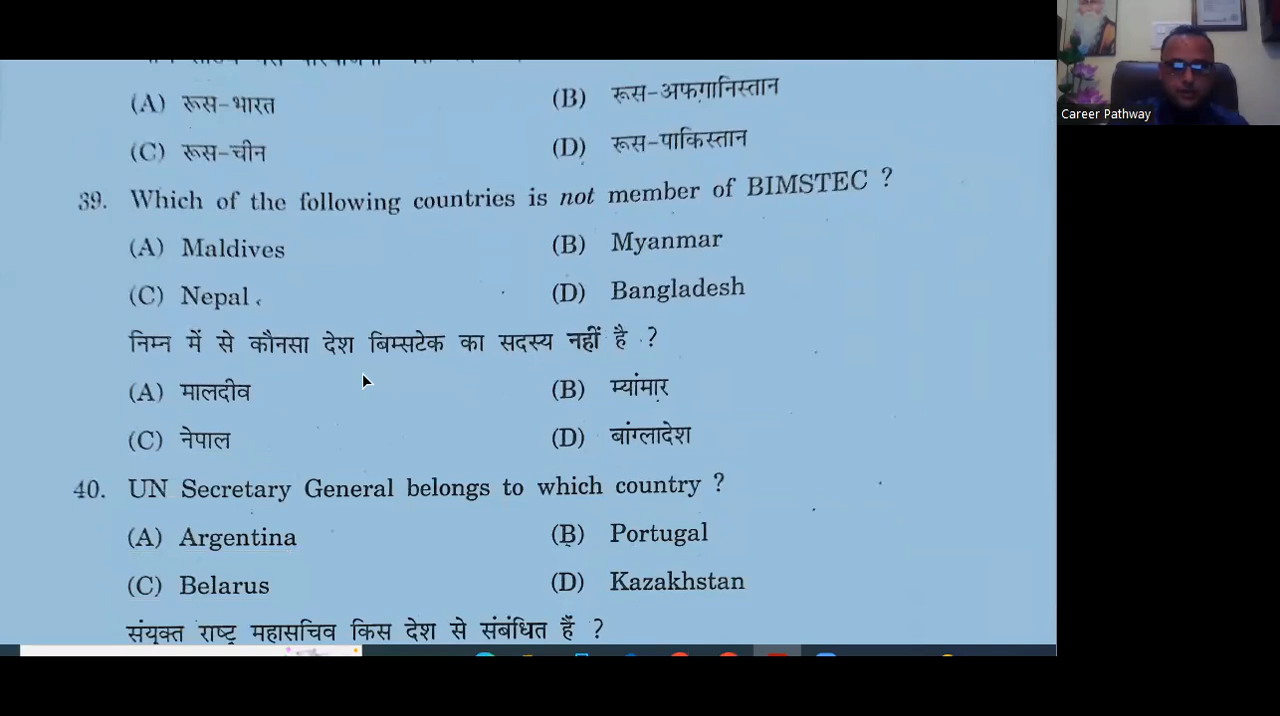 (A) रूस-भारत (B) रूस-अफगानिस्तान
(C) रूस-चीन (D) रूस-पाकिस्तान
39. Which of the following countries is not member of BIMSTEC ?
(A) Maldives (B) Myanmar
(C) Nepal (D) Bangladesh
निम्न में से कौनसा देश बिम्सटेक का सदस्य नहीं है ?
(A) मालदीव (B) म्यांमार
(C) नेपाल (D) बांग्लादेश
40. UN Secretary General belongs to which country ?
(A) Argentina (B) Portugal
(C) Belarus (D) Kazakhstan
संयुक्त राष्ट्र महासचिव किस देश से संबंधित हैं ?
Career Pathway